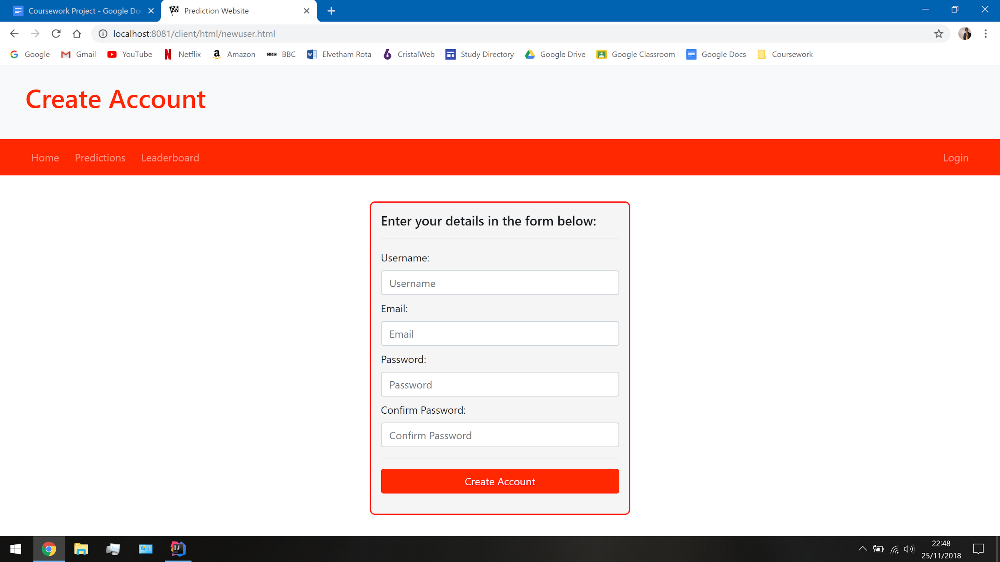 Coursework Project - Google Doc
Prediction Website
localhost:8081/client/html/newuser.html
Google Gmail YouTube Netflix Amazon BBC BBC Elvetham Rota CristalWeb Study Directory Google Drive Google Classroom Google Docs Coursework
Create Account
Home Predictions Leaderboard Login
Enter your details in the form below:
Username:
Username
Email:
Email
Password:
Password
Confirm Password:
Confirm Password
Create Account
IJ
22:48
25/11/2018